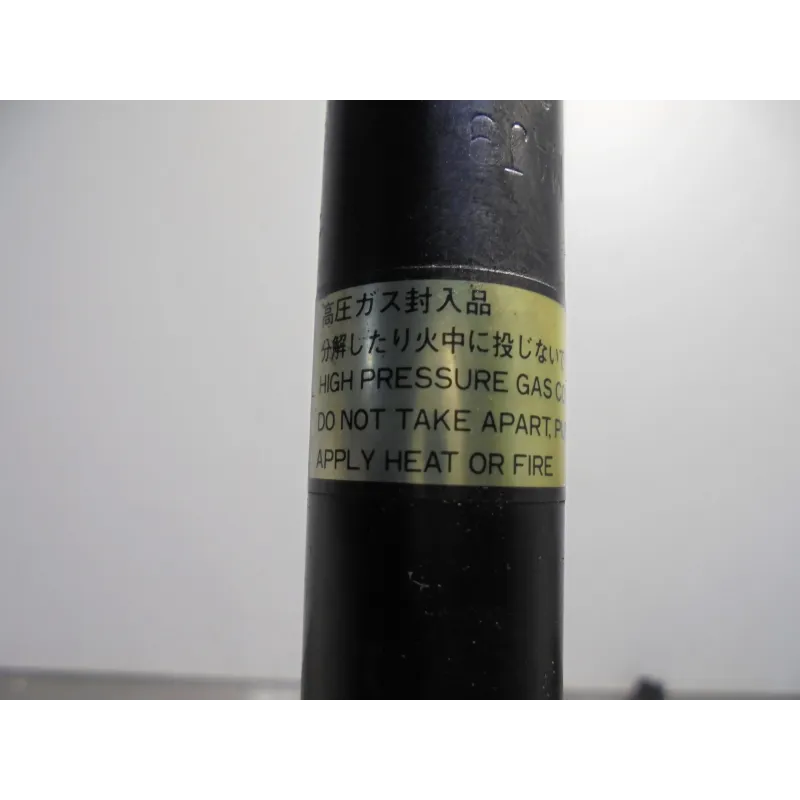 高圧ガス封入品
分解したり火中に投じない
HIGH PRESSURE GAS
DO NOT TAKE APART,
APPLY HEAT OR FIRE